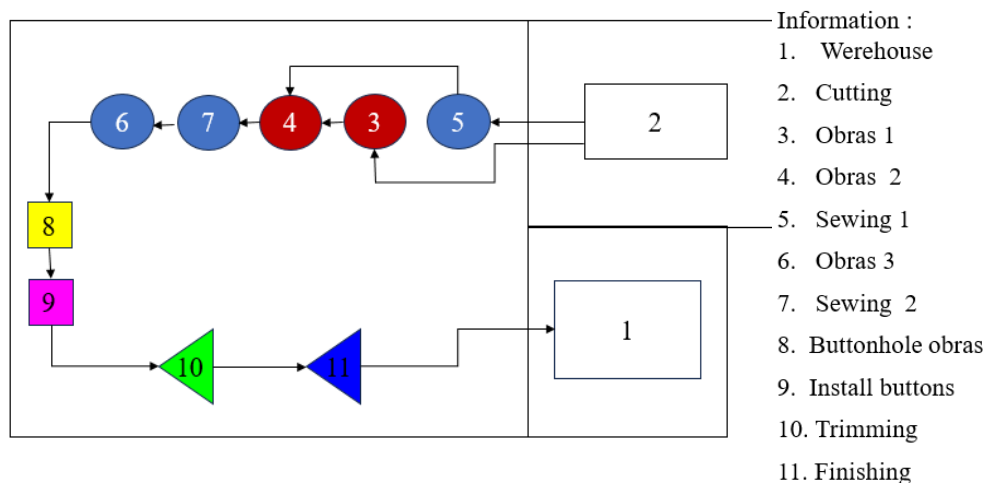 Information :
1. Werehouse
2. Cutting
3. Obras 1
4. Obras 2
5. Sewing 1
6. Obras 3
7. Sewing 2
8. Buttonhole obras
9. Install buttons
10. Trimming
11. Finishing
6
7
4
3
5
2
8
9
10
11
1